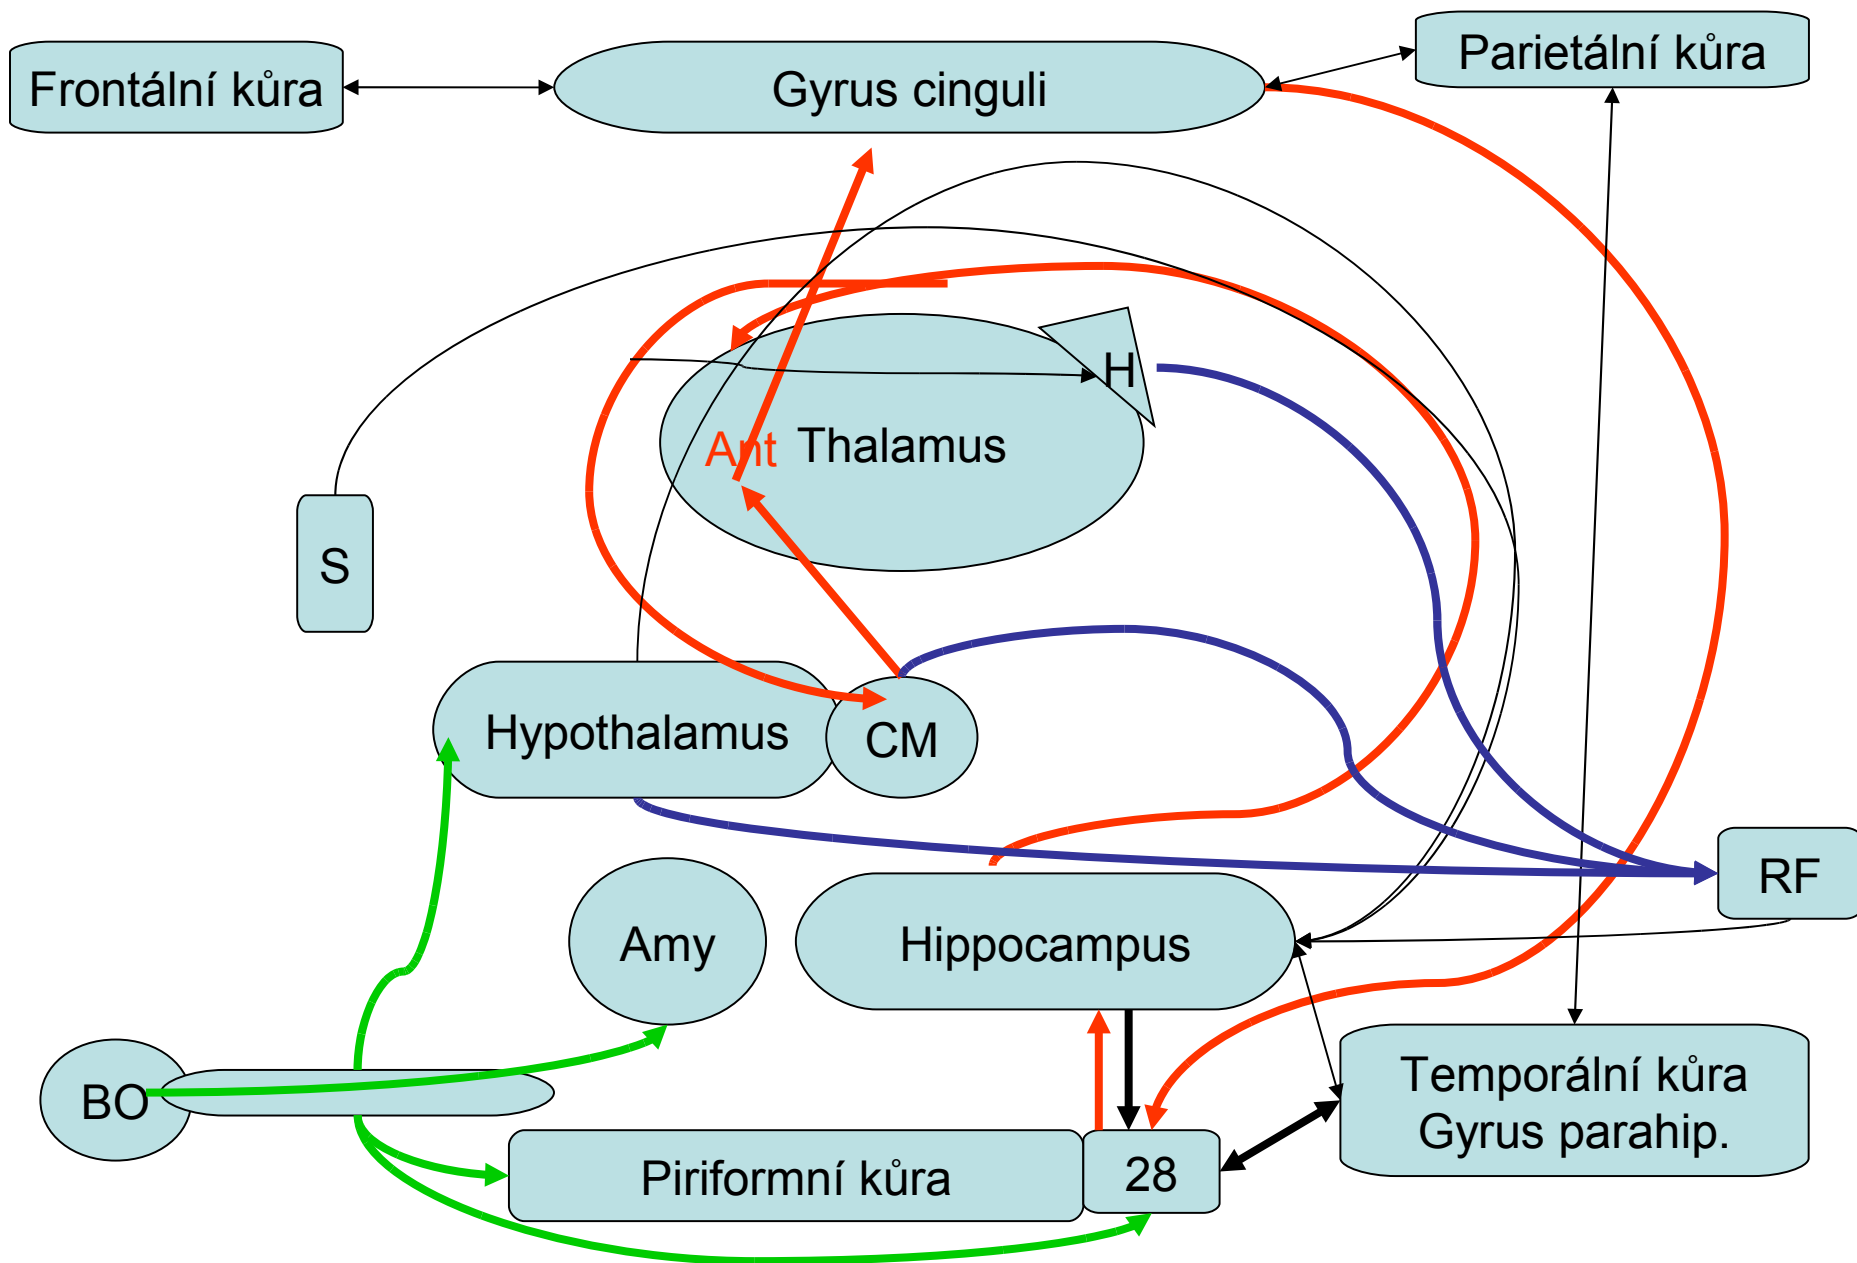 Frontální kůra
Gyrus cinguli
Parietální kůra
H
Ant
Thalamus
S
Hypothalamus
CM
RF
Amy
Hippocampus
BO
Temporální kůra
Gyrus parahip.
Piriformní kůra
28